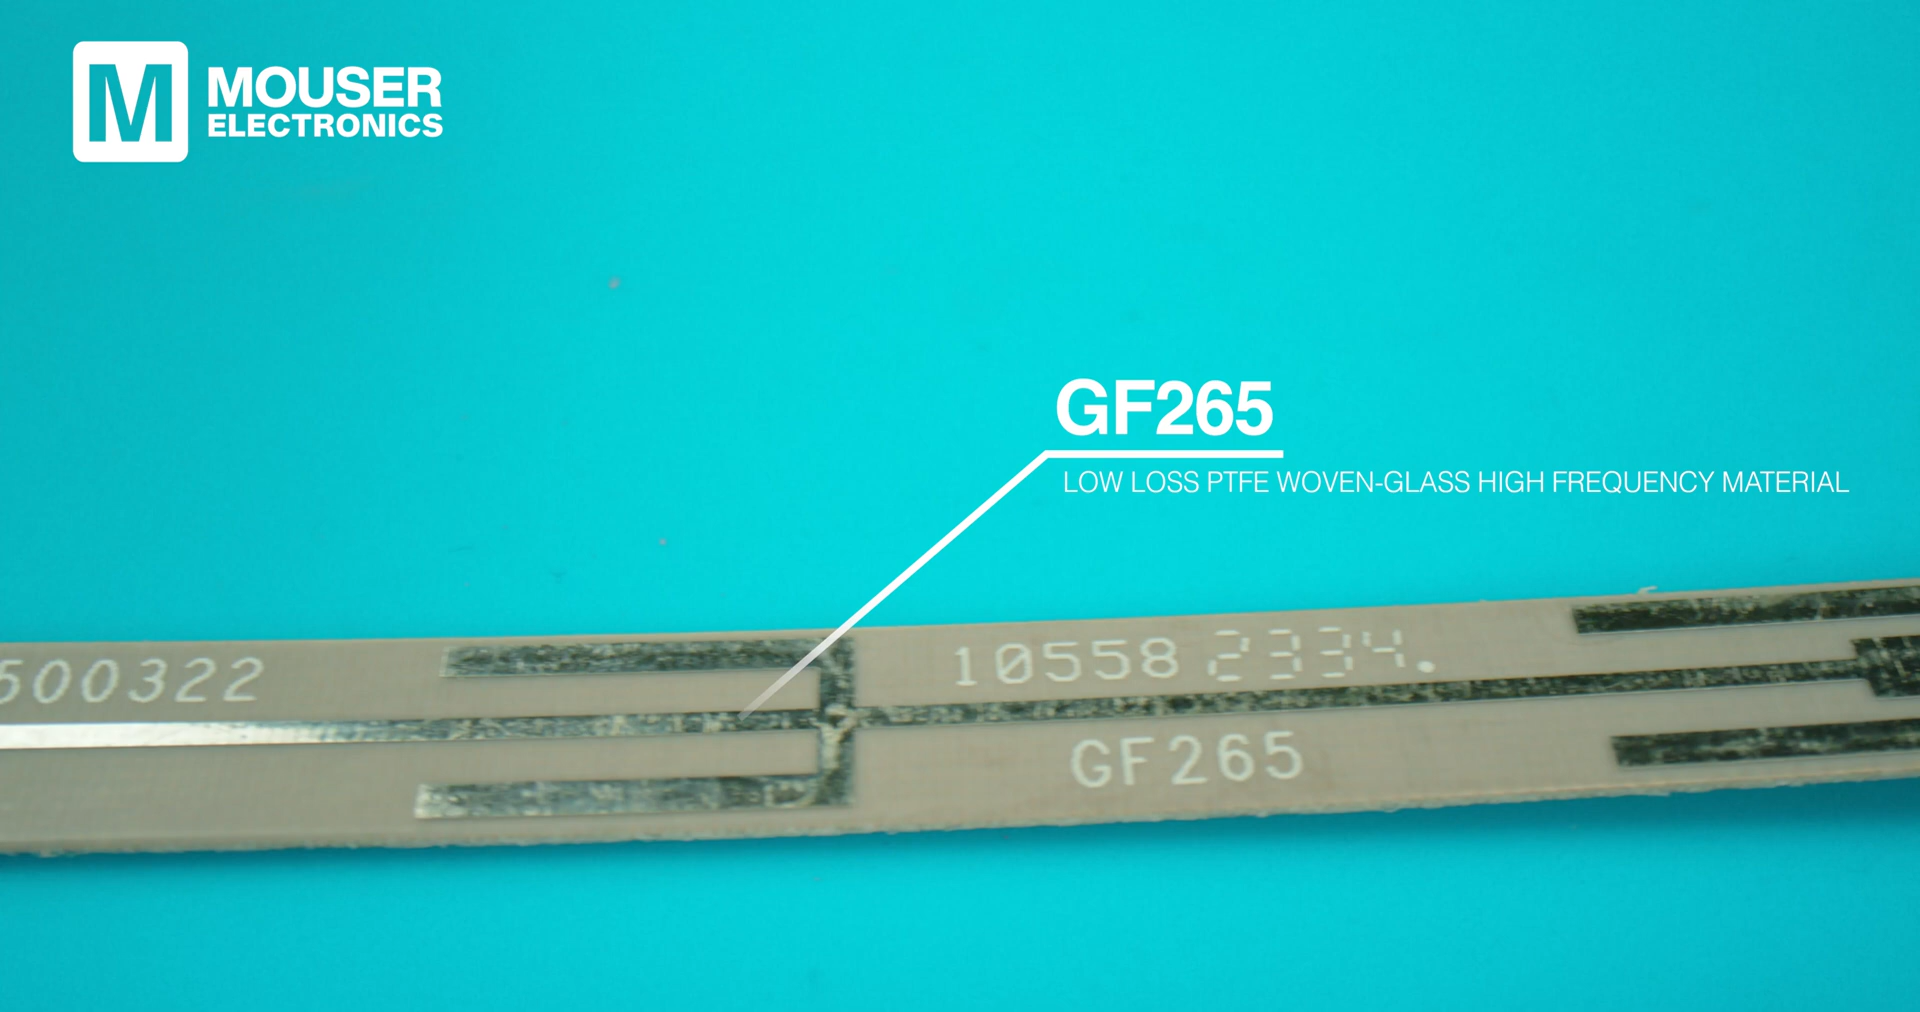 M
MOUSER
ELECTRONICS
GF265
LOW LOSS PTFE WOVEN-GLASS HIGH FREQUENCY MATERIAL
500322
10558 2334.
GF265